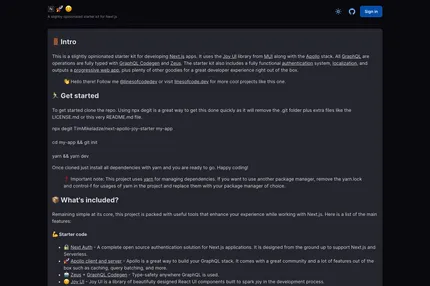 A slightly opinionated starter kit for Next.js
Sign in
Intro
This is a slightly opinionated starter kit for developing Next.js apps. It uses the Joy UI library from MUI along with the Apollo stack. All GraphQL are
operations are fully typed with GraphQL Codegen and Zeus. The starter kit also includes a fully functional authentication system, localization, and
outputs a progressive web app, plus plenty of other goodies for a great developer experience right out of the box.
👋 Hello there! Follow me @linesofcodedev or visit linesofcode.dev for more cool projects like this one.
Get started
To get started clone the repo. Using npx degit is a great way to get this done quickly as it will remove the .git folder plus extra files like the
LICENSE.md or this very README.md file.
npx degit TimMikeladze/next-apollo-joy-starter my-app
cd my-app && git init
yarn && yarn dev
Once cloned just install all dependencies with yarn and you are ready to go. Happy coding!
❗ Important note: This project uses yarn for managing dependencies. If you want to use another package manager, remove the yarn.lock
and control-f for usages of yarn in the project and replace them with your package manager of choice.
📦 What's included?
Remaining simple at its core, this project is packed with useful tools that enhance your experience while working with Next.js. Here is a list of the main
features:
💪 Starter code
Next Auth - A complete open source authentication solution for Next.js applications. It is designed from the ground up to support Next.js and
Serverless.
🚀 Apollo client and server - Apollo is a great way to build your GraphQL stack. It comes with a great community and a lot of features out of the
box such as caching, query batching, and more.
Zeus + GraphQL Codegen - Type-safety anywhere GraphQL is used.
Joy UI - Joy UI is a library of beautifully designed React UI components built to spark joy in the development process.